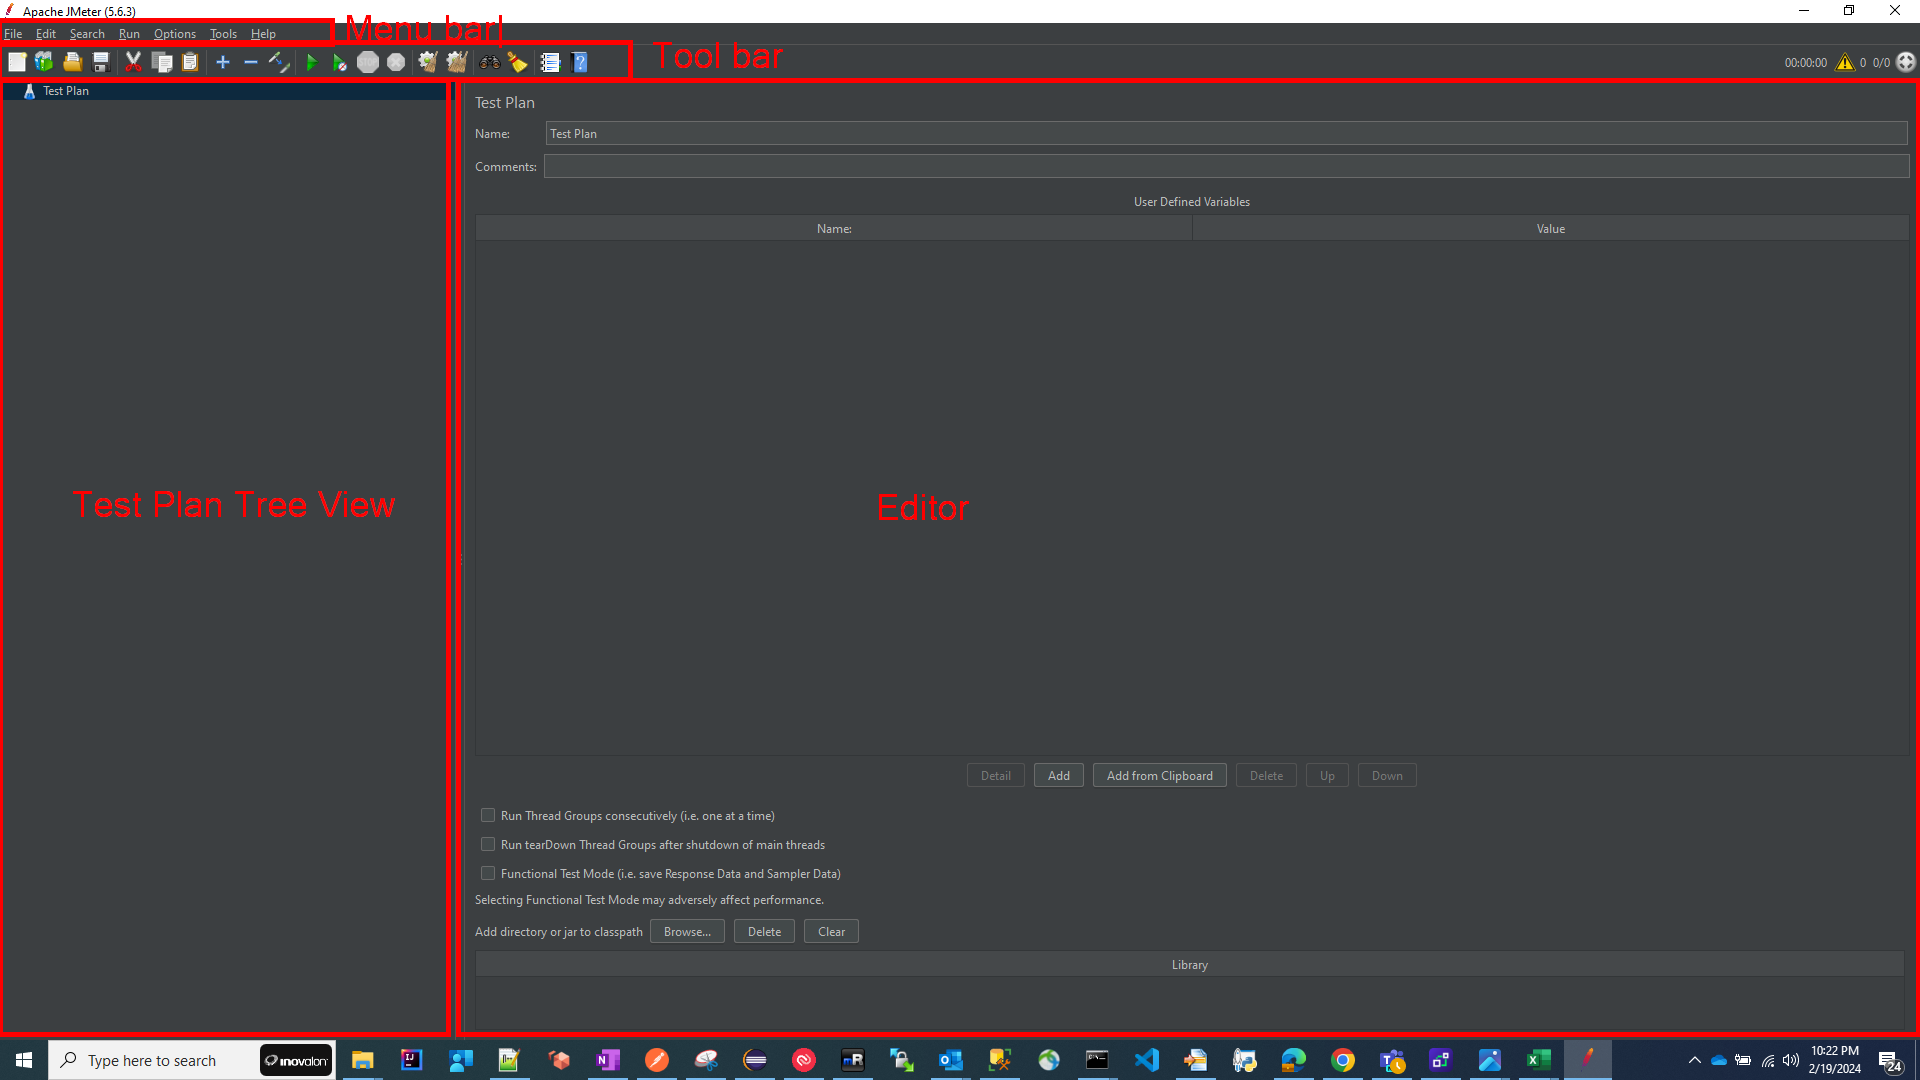 Apache JMeter (5.6.3)
Menu bar
File Edit Search Run Options Tools Help
Tool bar
STOP
00:00:00 0 0/0
Test Plan
Test Plan
Name: Test Plan
Comments:
User Defined Variables
Name: Value
Test Plan Tree View
Editor
Detail Add Add from Clipboard Delete Up Down
Run Thread Groups consecutively (i.e. one at a time)
Run tearDown Thread Groups after shutdown of main threads
Functional Test Mode (i.e. save Response Data and Sampler Data)
Selecting Functional Test Mode may adversely affect performance.
Add directory or jar to classpath Browse... Delete Clear
Library
Type here to search inovalon
10:22 PM
2/19/2024
24